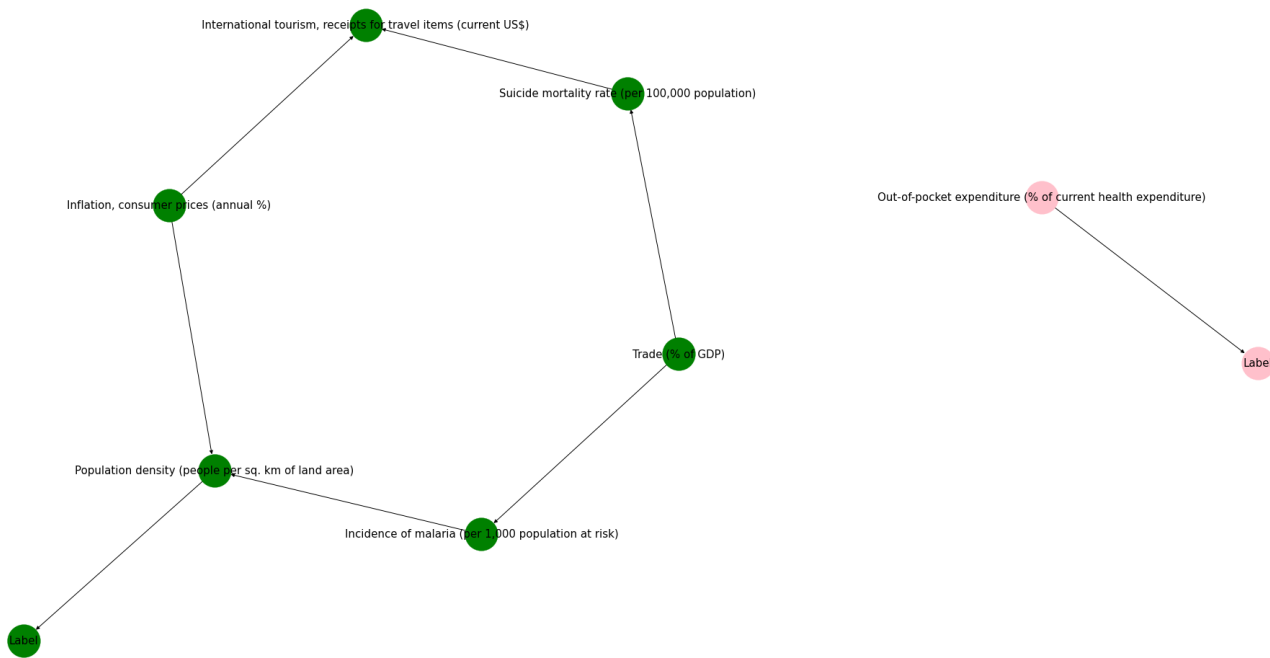 International tourism, receipts for travel items (current US$)
Suicide mortality rate (per 100,000 population)
Out-of-pocket expenditure (% of current health expenditure)
Inflation, consumer prices (annual %)
Trade (% of GDP)
Labe
Population density (people per sq. km of land area)
Incidence of malaria (per 1,000 population at risk)
Label